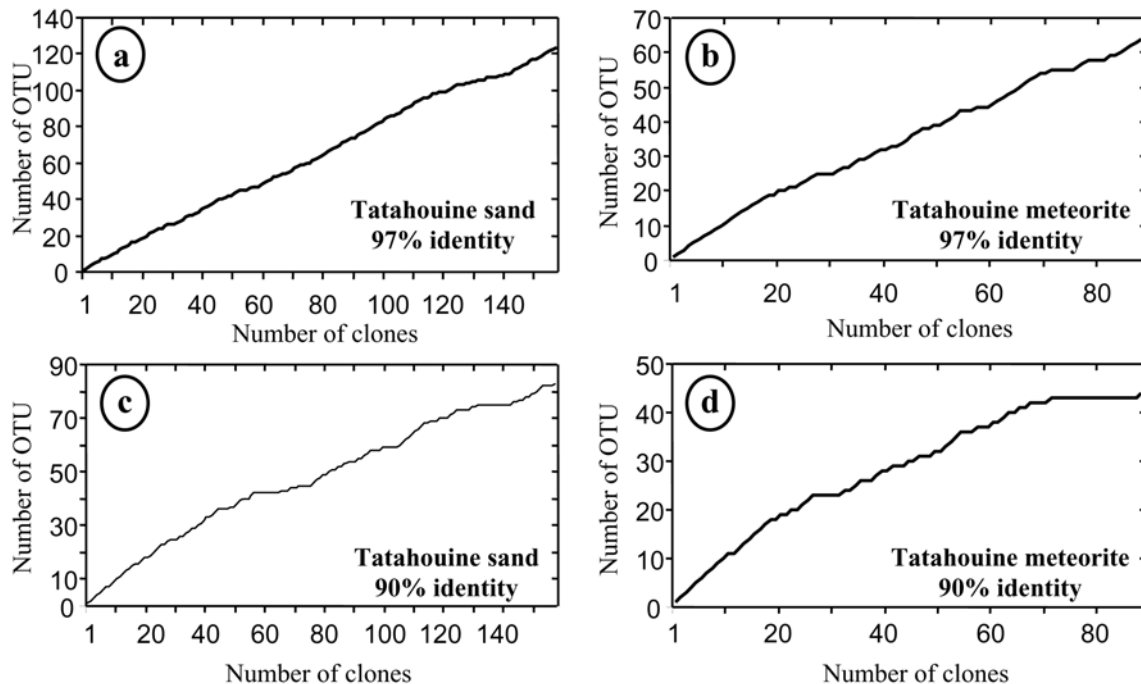 a
140
120
100
80
60
40
20
0
Number of OTU
Tatahouine sand
97% identity
1 20 40 60 80 100 120 140
Number of clones
b
70
60
50
40
30
20
10
0
Number of OTU
Tatahouine meteorite
97% identity
1 20 40 60 80
Number of clones
c
90
70
50
30
10
0
Number of OTU
Tatahouine sand
90% identity
1 20 40 60 80 100 120 140
Number of clones
d
50
40
30
20
10
0
Number of OTU
Tatahouine meteorite
90% identity
1 20 40 60 80
Number of clones